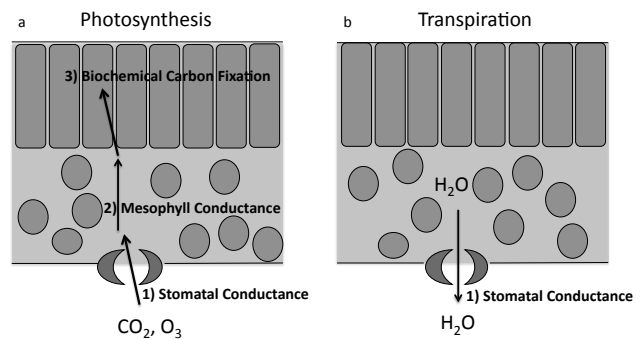 a Photosynthesis
3) Biochemical Carbon Fixation
2) Mesophyll Conductance
1) Stomatal Conductance
CO₂, O₃
b Transpiration
H₂O
1) Stomatal Conductance
H₂O